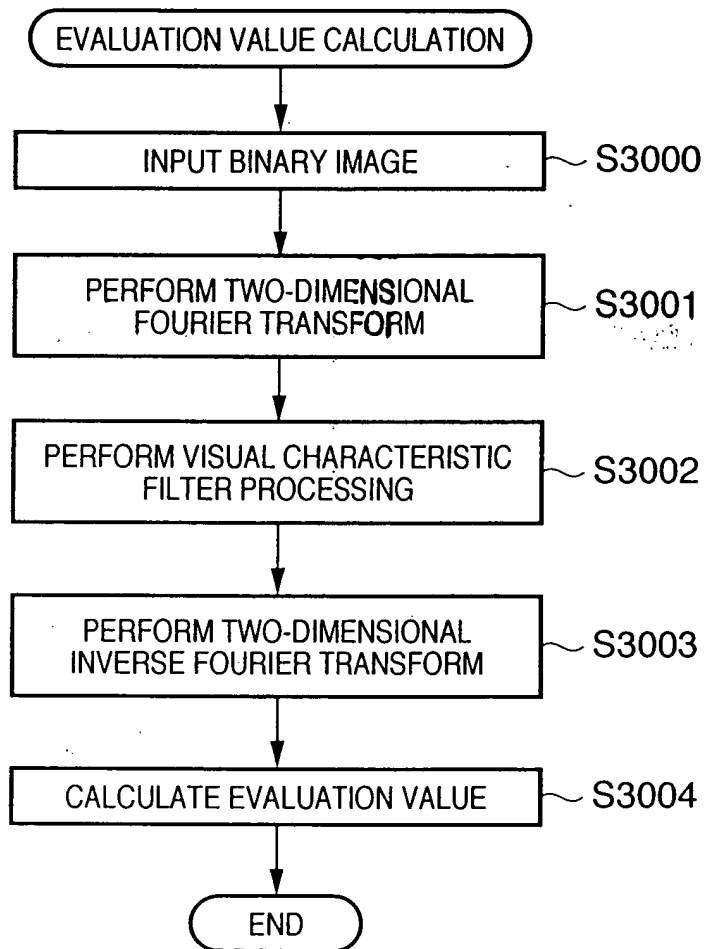 EVALUATION VALUE CALCULATION
INPUT BINARY IMAGE
S3000
PERFORM TWO-DIMENSIONAL
FOURIER TRANSFORM
S3001
PERFORM VISUAL CHARACTERISTIC
FILTER PROCESSING
S3002
PERFORM TWO-DIMENSIONAL
INVERSE FOURIER TRANSFORM
S3003
CALCULATE EVALUATION VALUE
S3004
END